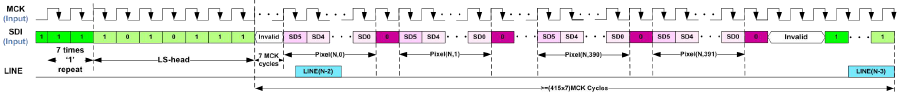 MCK
(Input)
SDI
(Input)
1 1 1 1 0 1 0 1 1 Invalid SD5 SD4 SD0 0 SD5 SD4 SD0 0 SD5 SD4 SD0 0 SD5 SD4 SD0 0 Invalid 1 1
7 times
'1'
repeat
LS-head
7 MCK
cycles
Pixel(N,0)
Pixel(N,1)
Pixel(N,390)
Pixel(N,391)
LINE
LINE(N-2)
LINE(N-3)
>=(415x7)MCK Cycles